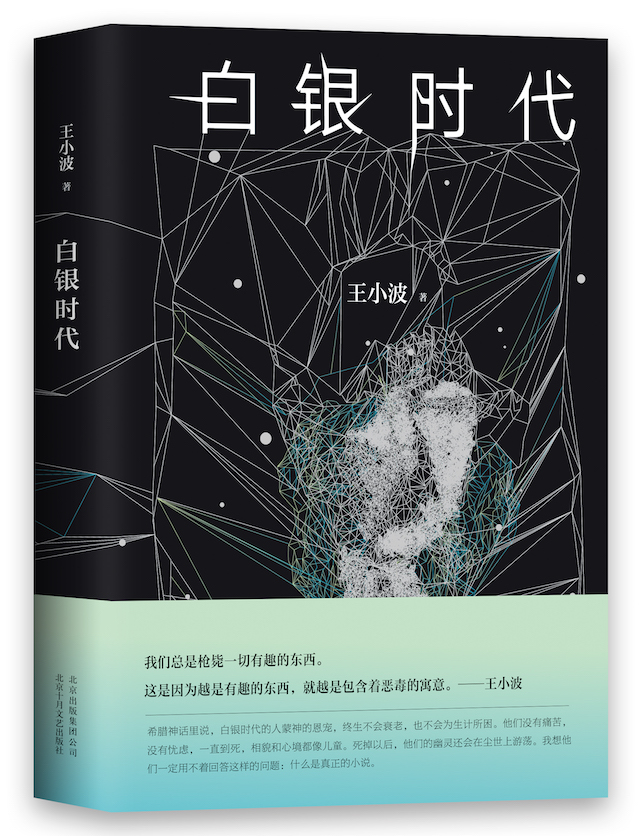 白银时代
王小波 著
王小波 著
白银时代
北京出版集团公司
北京十月文艺出版社
我们总是枪毙一切有趣的东西。
这是因为越是有趣的东西，就越是包含着恶毒的寓意。——王小波
希腊神话里说，白银时代的人蒙神的恩宠，终生不会衰老，也不会为生计所困。他们没有痛苦，
没有忧虑，一直到死，相貌和心境都像儿童。死掉以后，他们的幽灵还会在尘世上游荡。我想他
们一定用不着回答这样的问题：什么是真正的小说。